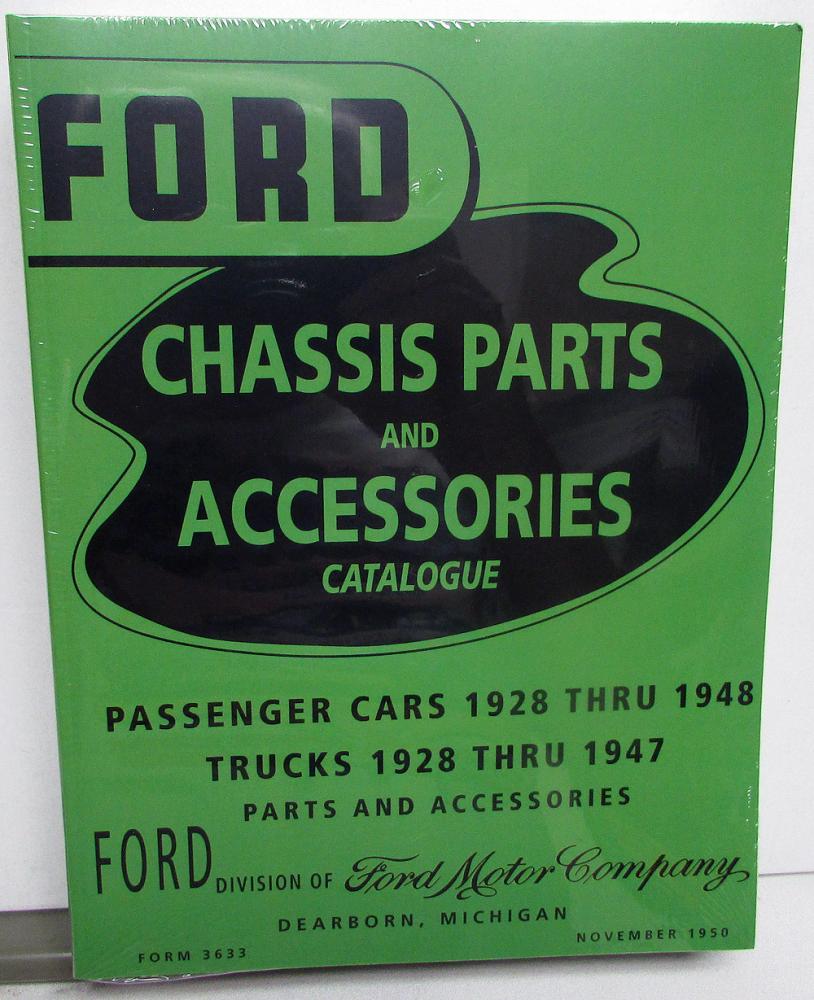 FORD
CHASSIS PARTS
AND
ACCESSORIES
CATALOGUE
PASSENGER CARS 1928 THRU 1948
TRUCKS 1928 THRU 1947
PARTS AND ACCESSORIES
FORD DIVISION OF Ford Motor Company
DEARBORN, MICHIGAN
FORM 3633 NOVEMBER 1950